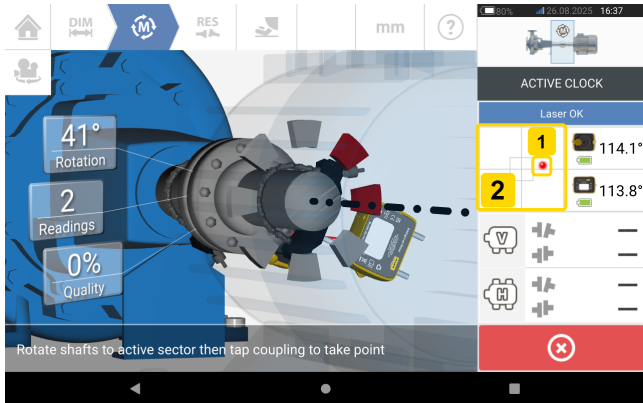 DIM
M
RES
mm
?
80%
26.08.2025 16:37
M
ACTIVE CLOCK
Laser OK
1
2
114.1°
113.8°
41°
Rotation
2
Readings
0%
Quality
V
H
Rotate shafts to active sector then tap coupling to take point